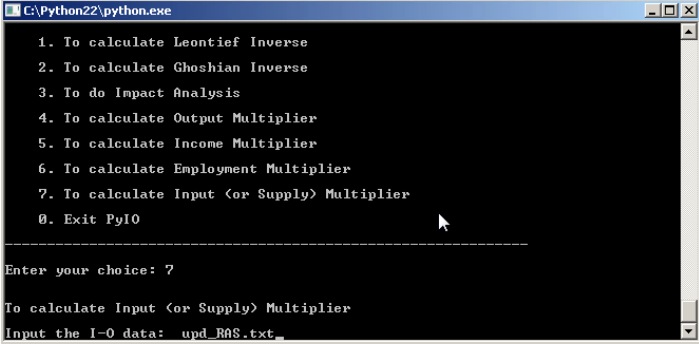 C:\Python22\python.exe
1. To calculate Leontief Inverse
2. To calculate Ghoshian Inverse
3. To do Impact Analysis
4. To calculate Output Multiplier
5. To calculate Income Multiplier
6. To calculate Employment Multiplier
7. To calculate Input (or Supply) Multiplier
0. Exit PyIO
--------------------------------------------------------------
Enter your choice: 7
To calculate Input (or Supply) Multiplier
Input the I-O data:  upd_RAS.txt_